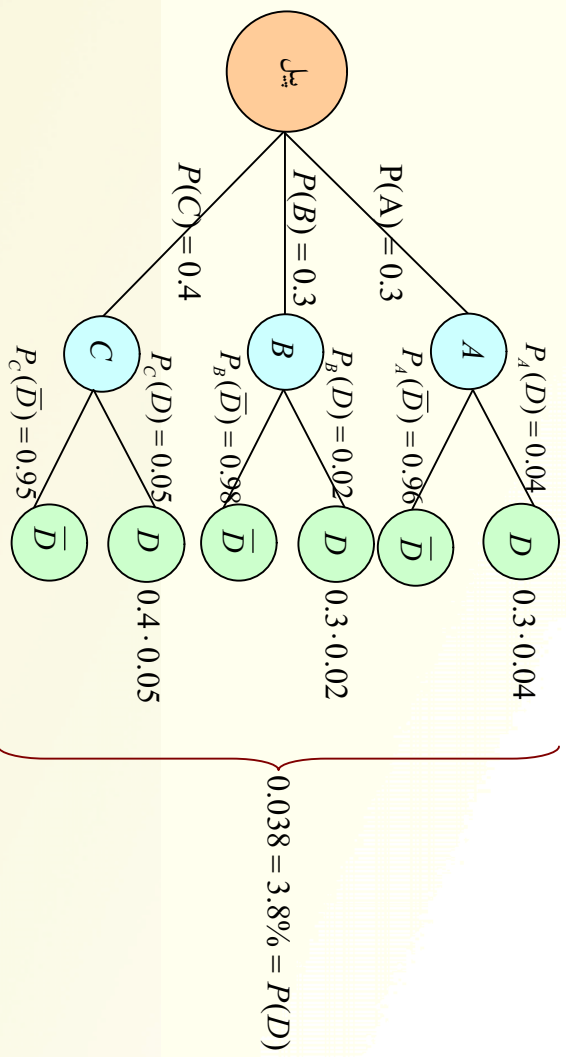 پیل
P(A) = 0.3
P(B) = 0.3
P(C) = 0.4
A
B
C
P_A(D) = 0.04
P_A(D̅) = 0.96
P_B(D) = 0.02
P_B(D̅) = 0.98
P_C(D) = 0.05
P_C(D̅) = 0.95
D
D̅
D
D̅
D
D̅
0.3·0.04
0.3·0.02
0.4·0.05
0.038 = 3.8% = P(D)